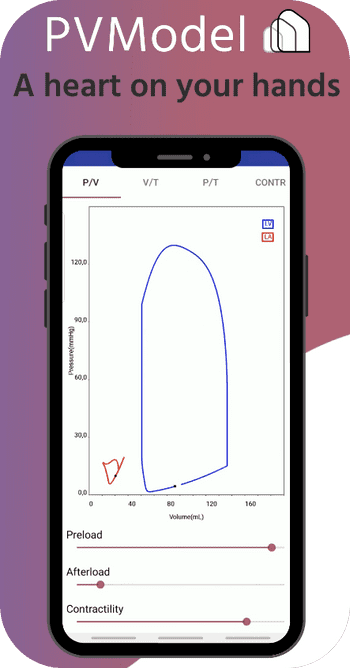 PVModel
A heart on your hands
P/V V/T P/T CONTR
LV
LA
120,0
90,0
60,0
30,0
0,0
Pressure(mmHg)
0 40 80 120 160
Volume(mL)
Preload
Afterload
Contractility